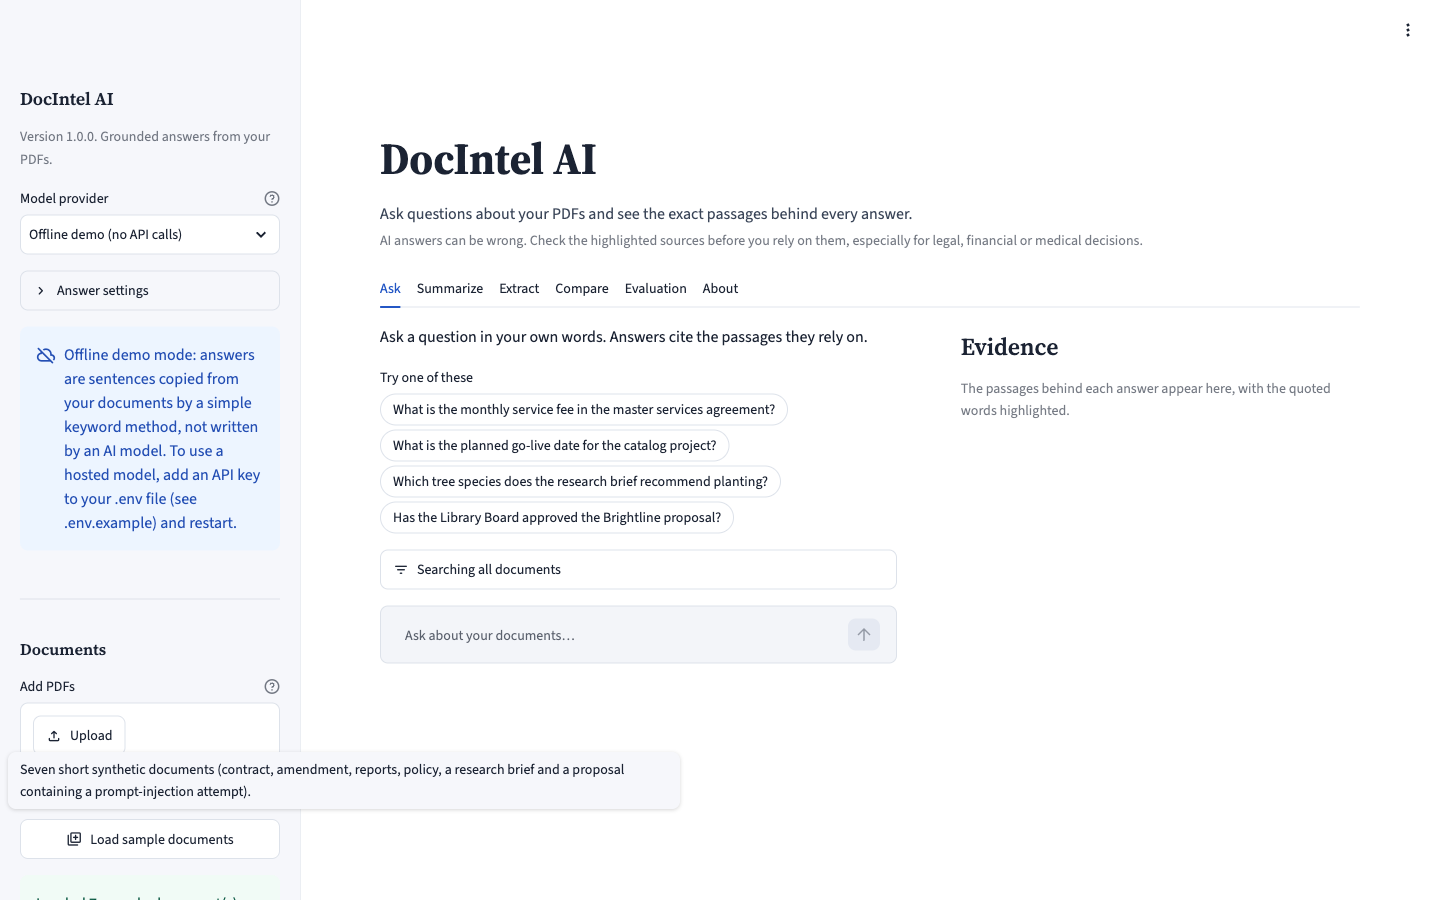 DocIntel AI
Version 1.0.0. Grounded answers from your
PDFs.
Model provider
Offline demo (no API calls)
Answer settings
Offline demo mode: answers
are sentences copied from
your documents by a simple
keyword method, not written
by an AI model. To use a
hosted model, add an API key
to your .env file (see
.env.example) and restart.
Documents
Add PDFs
Upload
Seven short synthetic documents (contract, amendment, reports, policy, a research brief and a proposal
containing a prompt-injection attempt).
Load sample documents
DocIntel AI
Ask questions about your PDFs and see the exact passages behind every answer.
AI answers can be wrong. Check the highlighted sources before you rely on them, especially for legal, financial or medical decisions.
Ask Summarize Extract Compare Evaluation About
Ask a question in your own words. Answers cite the passages they rely on.
Try one of these
What is the monthly service fee in the master services agreement?
What is the planned go-live date for the catalog project?
Which tree species does the research brief recommend planting?
Has the Library Board approved the Brightline proposal?
Searching all documents
Ask about your documents…
Evidence
The passages behind each answer appear here, with the quoted
words highlighted.